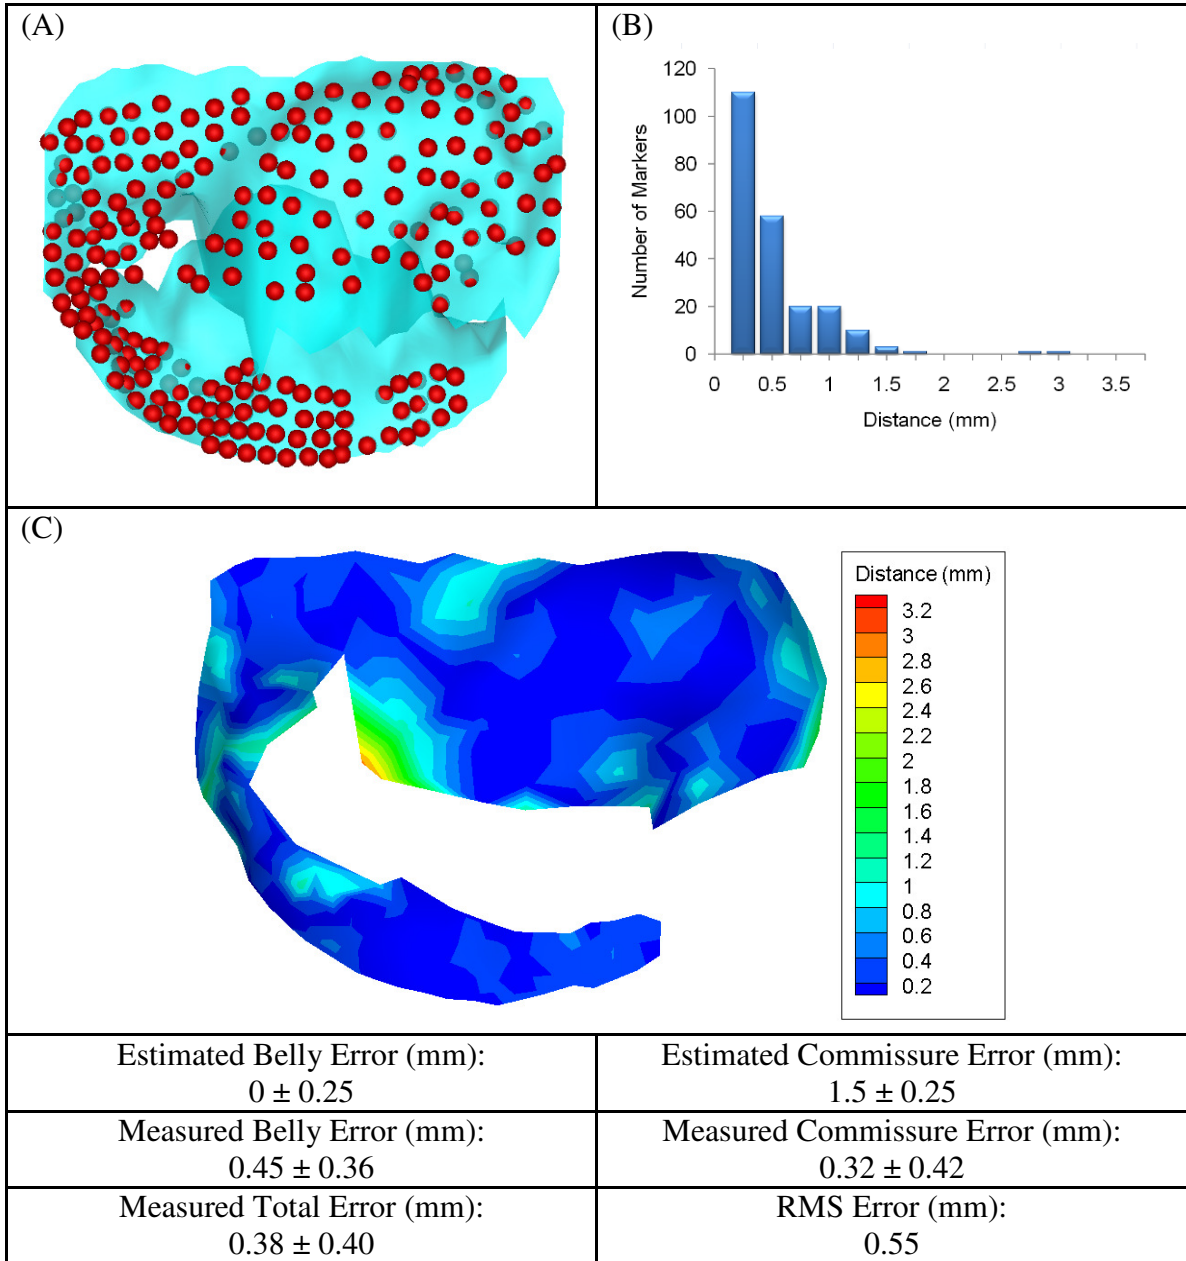 (A)
(B)
120
100
80
60
40
20
0
Number of Markers
0 0.5 1 1.5 2 2.5 3 3.5
Distance (mm)
(C)
Distance (mm)
3.2
3
2.8
2.6
2.4
2.2
2
1.8
1.6
1.4
1.2
1
0.8
0.6
0.4
0.2
Estimated Belly Error (mm):
0 ± 0.25
Estimated Commissure Error (mm):
1.5 ± 0.25
Measured Belly Error (mm):
0.45 ± 0.36
Measured Commissure Error (mm):
0.32 ± 0.42
Measured Total Error (mm):
0.38 ± 0.40
RMS Error (mm):
0.55